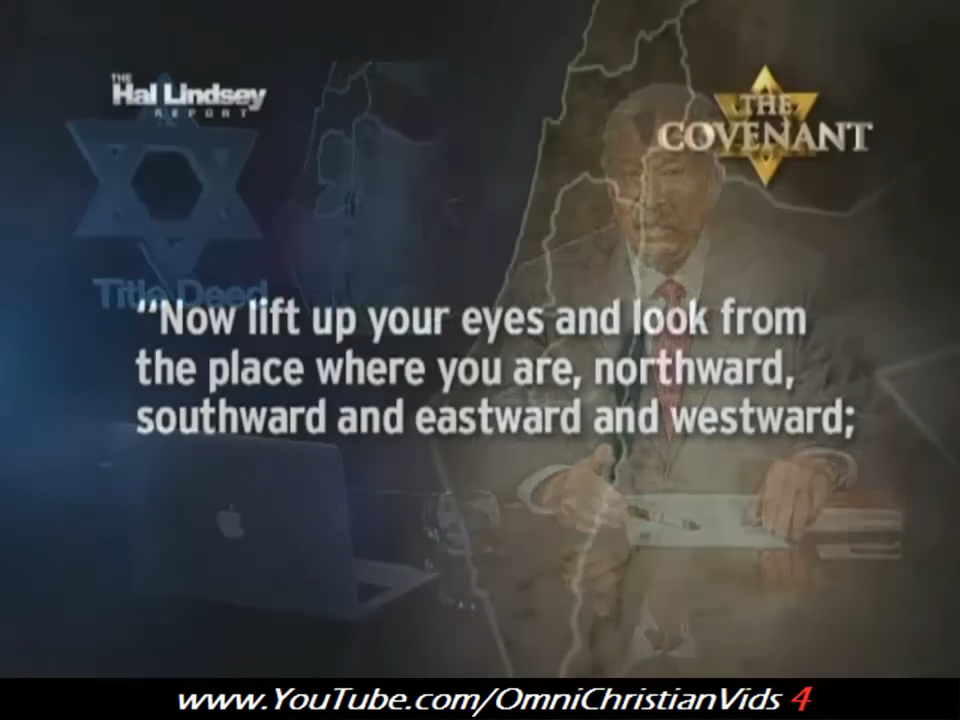 THE
Hal Lindsey
REPORT
THE
COVENANT
Title Deed
"Now lift up your eyes and look from
the place where you are, northward,
southward and eastward and westward;
www.YouTube.com/OmniChristianVids 4